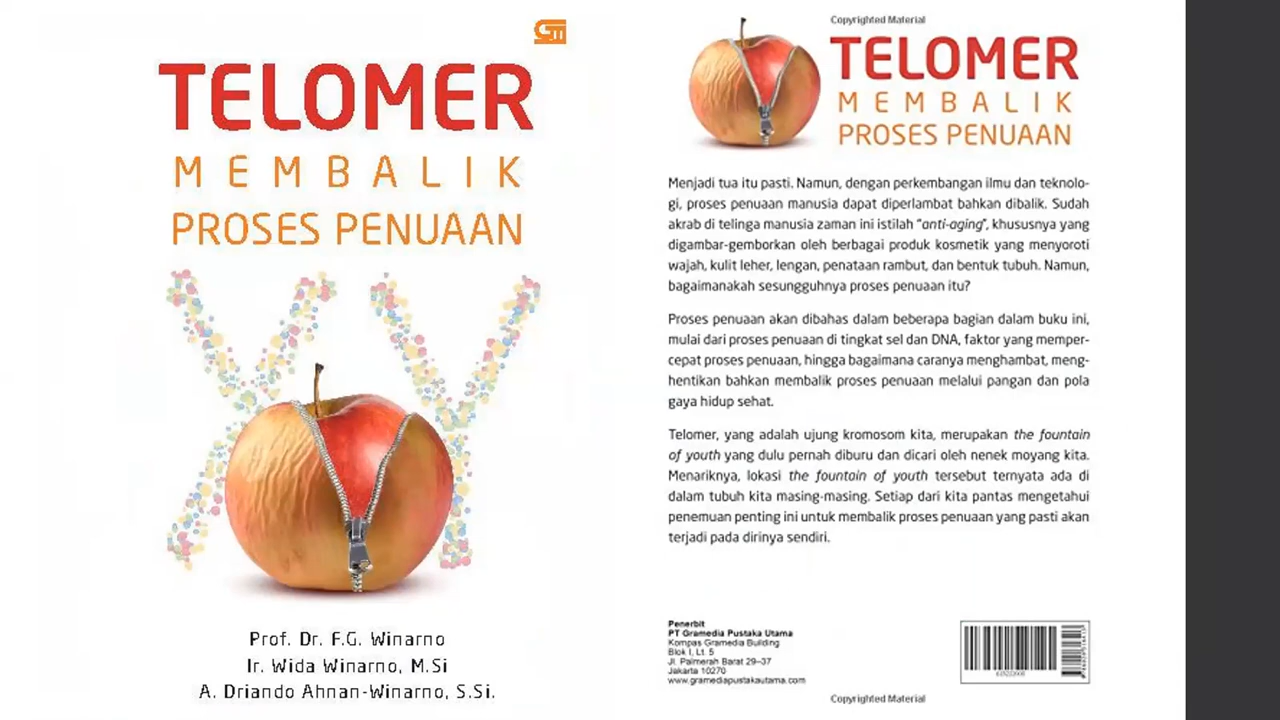 GM
TELOMER
MEMBALIK
PROSES PENUAAN
Prof. Dr. F.G. Winarno
Ir. Wida Winarno, M.Si
A. Driando Ahnan-Winarno, S.Si.
Copyrighted Material
TELOMER
MEMBALIK
PROSES PENUAAN
Menjadi tua itu pasti. Namun, dengan perkembangan ilmu dan teknolo-
gi, proses penuaan manusia dapat diperlambat bahkan dibalik. Sudah
akrab di telinga manusia zaman ini istilah "anti-aging", khususnya yang
digambar-gemborkan oleh berbagai produk kosmetik yang menyoroti
wajah, kulit leher, lengan, penataan rambut, dan bentuk tubuh. Namun,
bagaimanakah sesungguhnya proses penuaan itu?
Proses penuaan akan dibahas dalam beberapa bagian dalam buku ini,
mulai dari proses penuaan di tingkat sel dan DNA, faktor yang memper-
cepat proses penuaan, hingga bagaimana caranya menghambat, meng-
hentikan bahkan membalik proses penuaan melalui pangan dan pola
gaya hidup sehat.
Telomer, yang adalah ujung kromosom kita, merupakan the fountain
of youth yang dulu pernah diburu dan dicari oleh nenek moyang kita.
Menariknya, lokasi the fountain of youth tersebut ternyata ada di
dalam tubuh kita masing-masing. Setiap dari kita pantas mengetahui
penemuan penting ini untuk membalik proses penuaan yang pasti akan
terjadi pada dirinya sendiri.
Penerbit
PT Gramedia Pustaka Utama
Kompas Gramedia Building
Blok I, Lt. 5
Jl. Palmerah Barat 29–37
Jakarta 10270
www.gramediapustakautama.com
Copyrighted Material